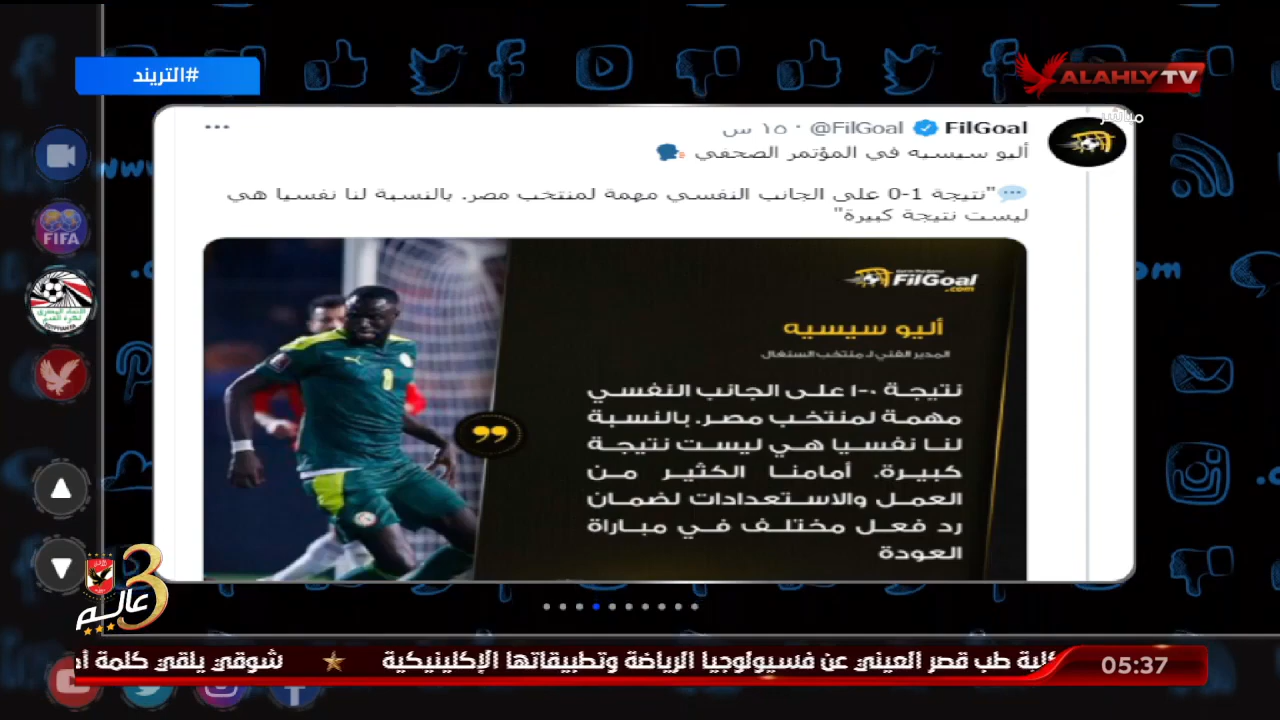 #التريند
ALAHLY TV
مباشر
FilGoal @FilGoal · ١٥ س
أليو سيسيه في المؤتمر الصحفي
"نتيجة 1-0 على الجانب النفسي مهمة لمنتخب مصر. بالنسبة لنا نفسيا هي
ليست نتيجة كبيرة"
FilGoal
.com
أليو سيسيه
المدير الفني لـ منتخب السنغال
نتيجة ١-٠ على الجانب النفسي
مهمة لمنتخب مصر. بالنسبة
لنا نفسيا هي ليست نتيجة
كبيرة. أمامنا الكثير من
العمل والاستعدادات لضمان
رد فعل مختلف في مباراة
العودة
FIFA
3 عالم
طب قصر العيني عن فسيولوجيا الرياضة وتطبيقاتها الإكلينيكية ★ شوقي يلقي كلمة
05:37